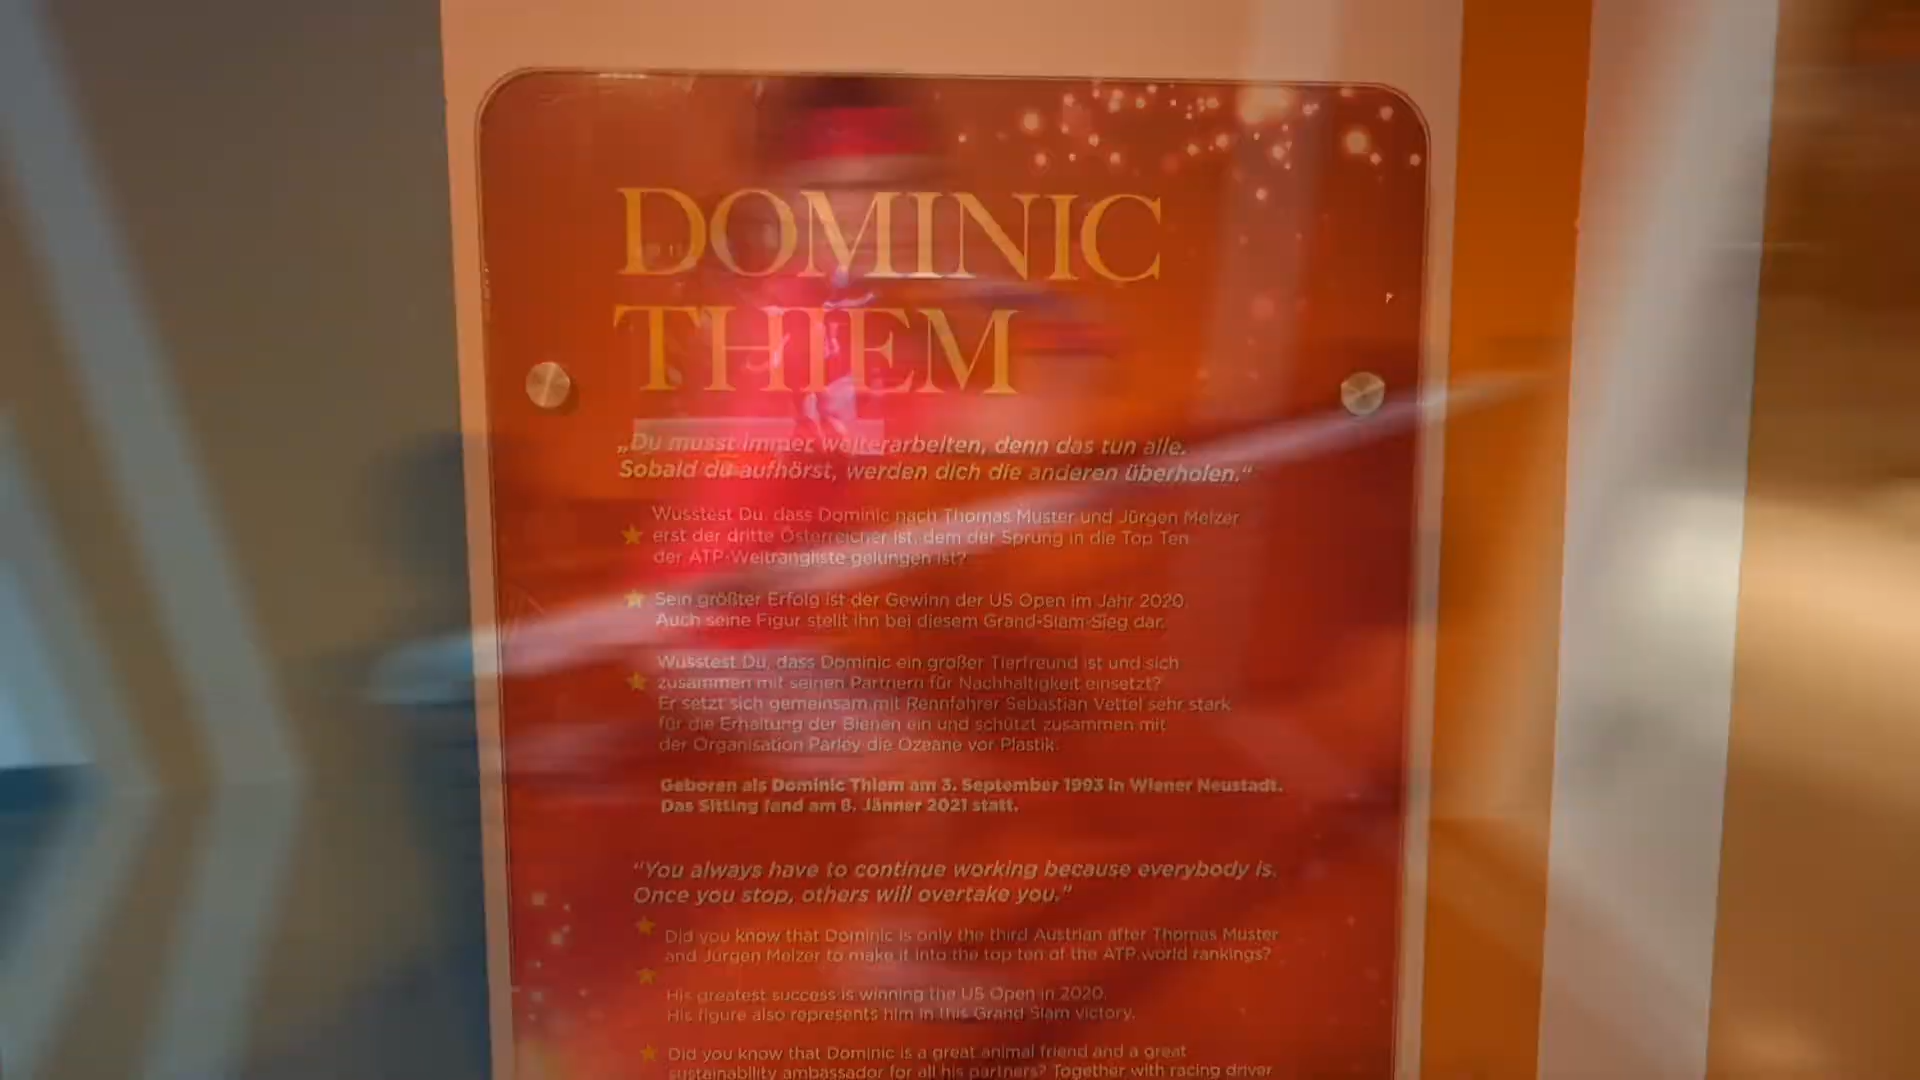 DOMINIC
THIEM
„Du musst immer weiterarbeiten, denn das tun alle.
Sobald du aufhörst, werden dich die anderen überholen.“
Wusstest Du, dass Dominic nach Thomas Muster und Jürgen Melzer
erst der dritte Österreicher ist, dem der Sprung in die Top Ten
der ATP-Weltrangliste gelungen ist?
Sein größter Erfolg ist der Gewinn der US Open im Jahr 2020.
Auch seine Figur stellt ihn bei diesem Grand-Slam-Sieg dar.
Wusstest Du, dass Dominic ein großer Tierfreund ist und sich
zusammen mit seinen Partnern für Nachhaltigkeit einsetzt?
Er setzt sich gemeinsam mit Rennfahrer Sebastian Vettel sehr stark
für die Erhaltung der Bienen ein und schützt zusammen mit
der Organisation Parley die Ozeane vor Plastik.
Geboren als Dominic Thiem am 3. September 1993 in Wiener Neustadt.
Das Sitting fand am 8. Jänner 2021 statt.
"You always have to continue working because everybody is.
Once you stop, others will overtake you."
Did you know that Dominic is only the third Austrian after Thomas Muster
and Jürgen Melzer to make it into the top ten of the ATP world rankings?
His greatest success is winning the US Open in 2020.
His figure also represents him in this Grand Slam victory.
Did you know that Dominic is a great animal friend and a great
sustainability ambassador for all his partners? Together with racing driver